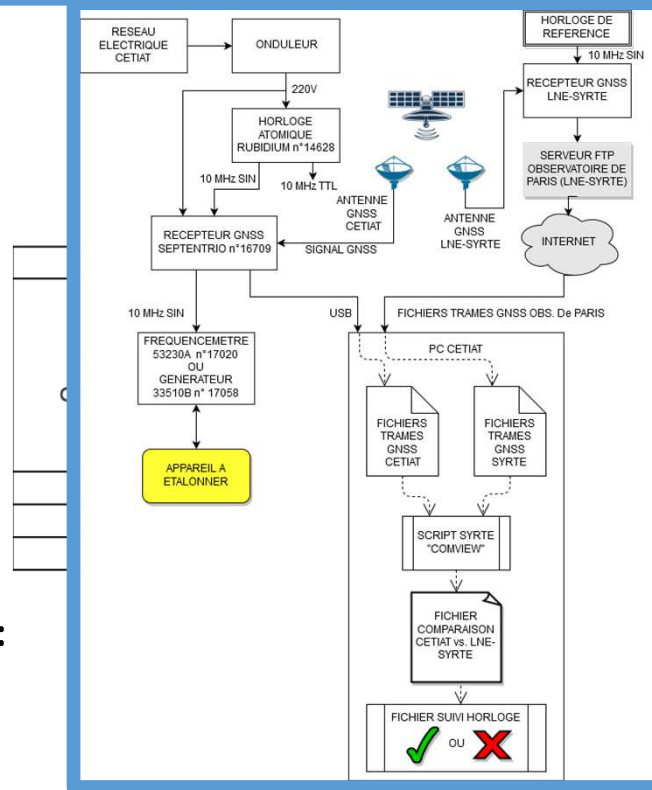 RESEAU
ELECTRIQUE
CETIAT
ONDULEUR
HORLOGE DE
REFERENCE
10 MHz SIN
220V
RECEPTEUR GNSS
LNE-SYRTE
HORLOGE
ATOMIQUE
RUBIDIUM n°14628
SERVEUR FTP
OBSERVATOIRE DE
PARIS (LNE-SYRTE)
10 MHz SIN
10 MHz TTL
ANTENNE
GNSS
CETIAT
ANTENNE
GNSS
LNE-SYRTE
RECEPTEUR GNSS
SEPTENTRIO n°16709
SIGNAL GNSS
INTERNET
10 MHz SIN
USB
FICHIERS TRAMES GNSS OBS. De PARIS
FREQUENCEMETRE
53230A n°17020
OU
GENERATEUR
33510B n° 17058
PC CETIAT
FICHIERS
TRAMES
GNSS
CETIAT
FICHIERS
TRAMES
GNSS
SYRTE
APPAREIL A
ETALONNER
SCRIPT SYRTE
"COMVIEW"
FICHIER
COMPARAISON
CETIAT vs. LNE-
SYRTE
:
FICHIER SUIVI HORLOGE
OU